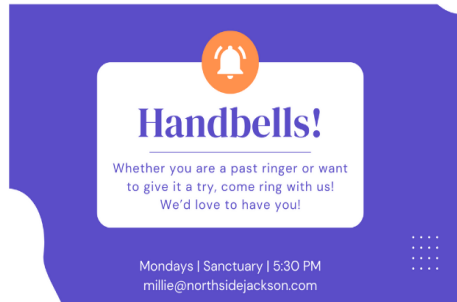 Handbells!
Whether you are a past ringer or want
to give it a try, come ring with us!
We'd love to have you!
Mondays | Sanctuary | 5:30 PM
millie@northsidejackson.com